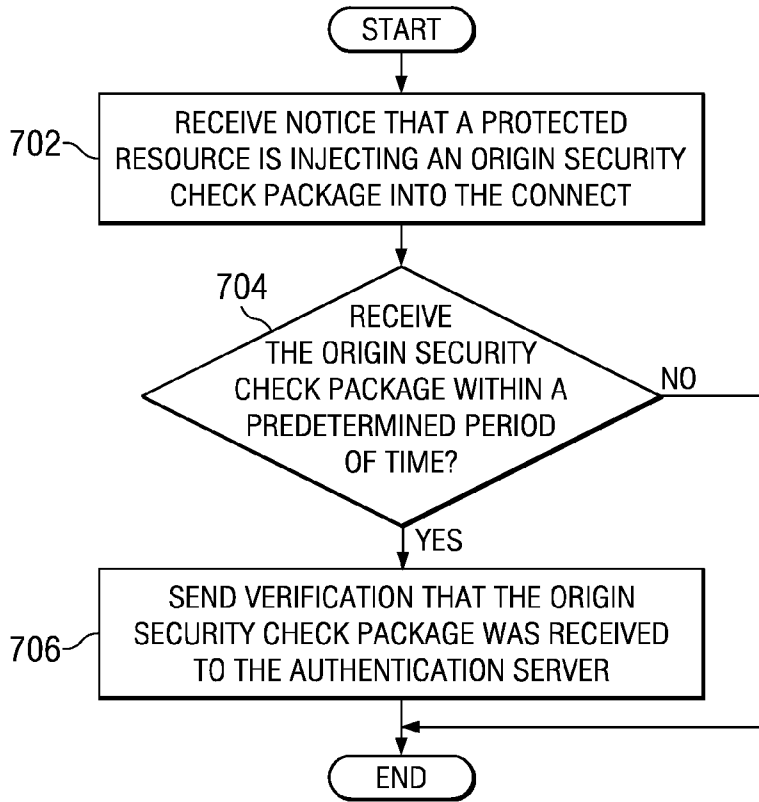 START
702
RECEIVE NOTICE THAT A PROTECTED
RESOURCE IS INJECTING AN ORIGIN SECURITY
CHECK PACKAGE INTO THE CONNECT
704
RECEIVE
THE ORIGIN SECURITY
CHECK PACKAGE WITHIN A
PREDETERMINED PERIOD
OF TIME?
NO
YES
706
SEND VERIFICATION THAT THE ORIGIN
SECURITY CHECK PACKAGE WAS RECEIVED
TO THE AUTHENTICATION SERVER
END